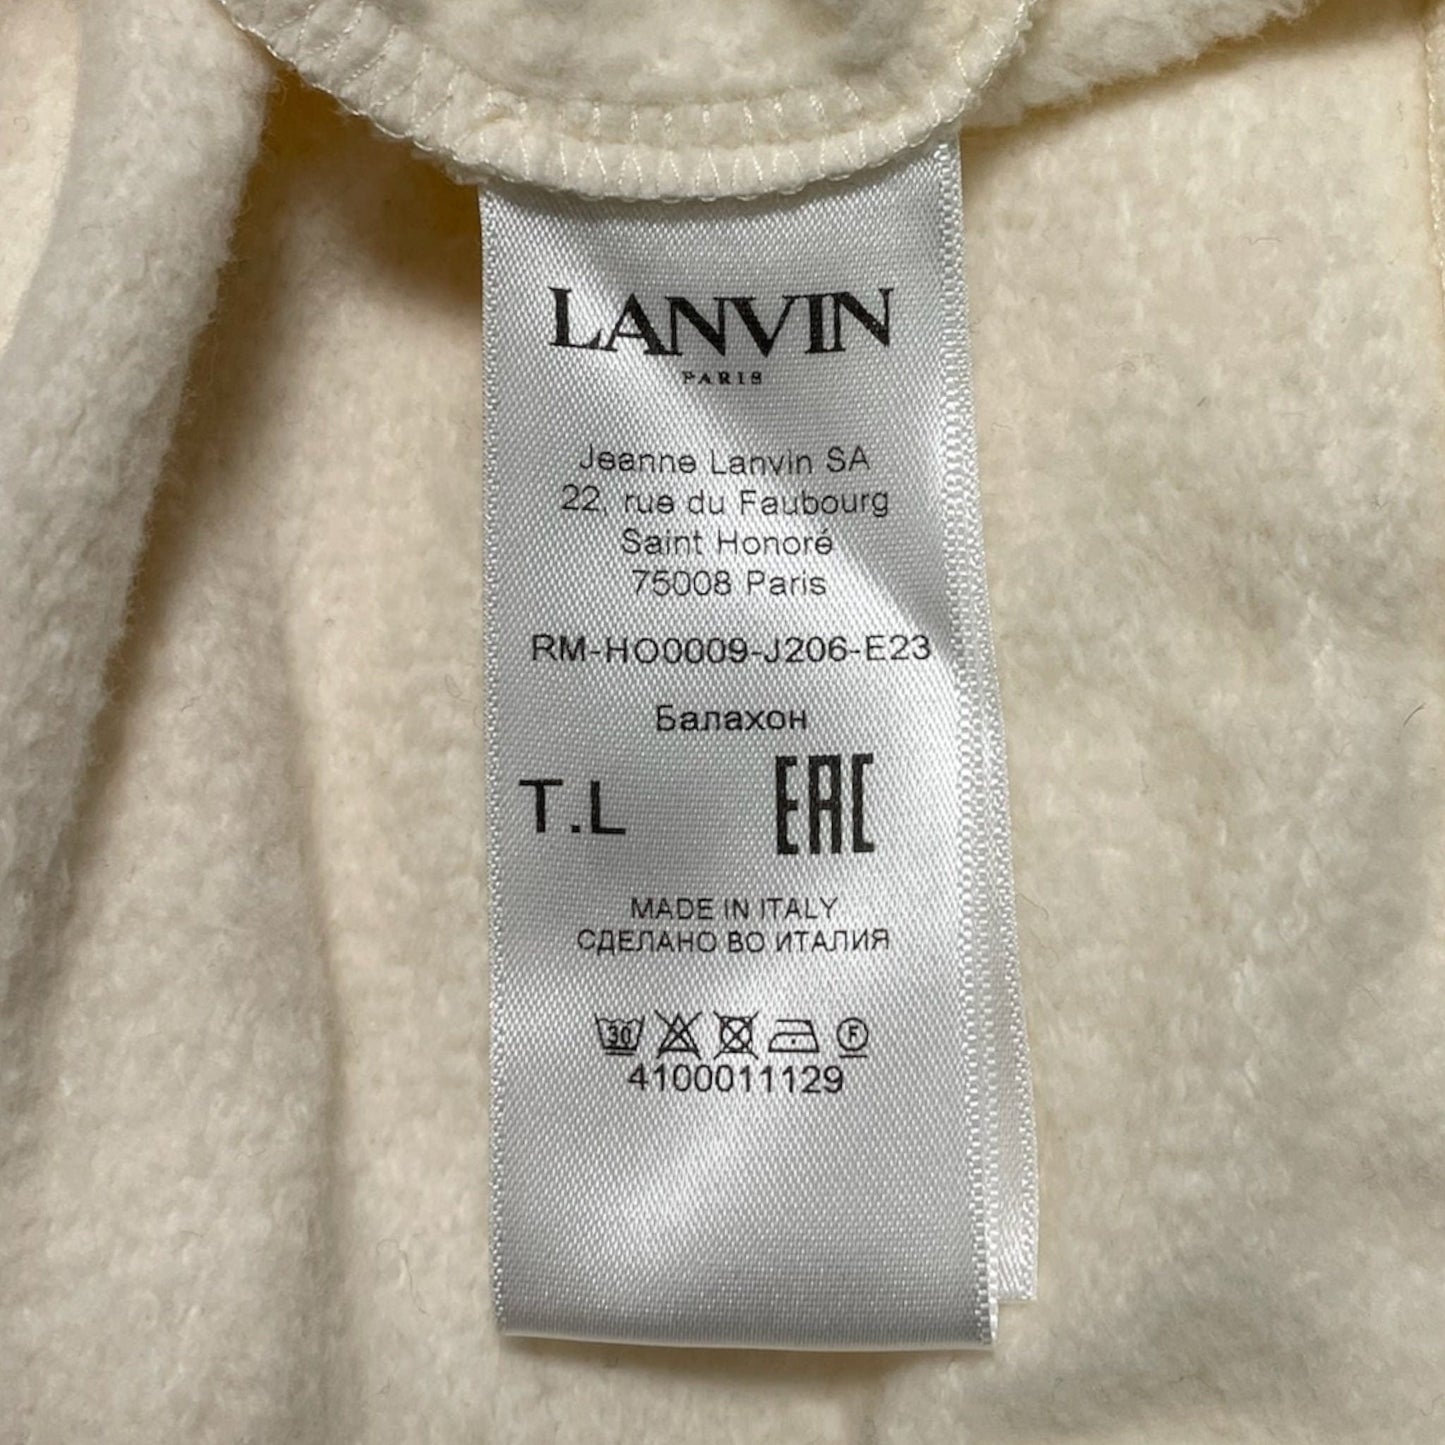 LANVIN
PARIS
Jeanne Lanvin SA
22, rue du Faubourg
Saint Honoré
75008 Paris
RM-HO0009-J206-E23
Балахон
T.L EAC
MADE IN ITALY
СДЕЛАНО ВО ИТАЛИЯ
30 F
4100011129